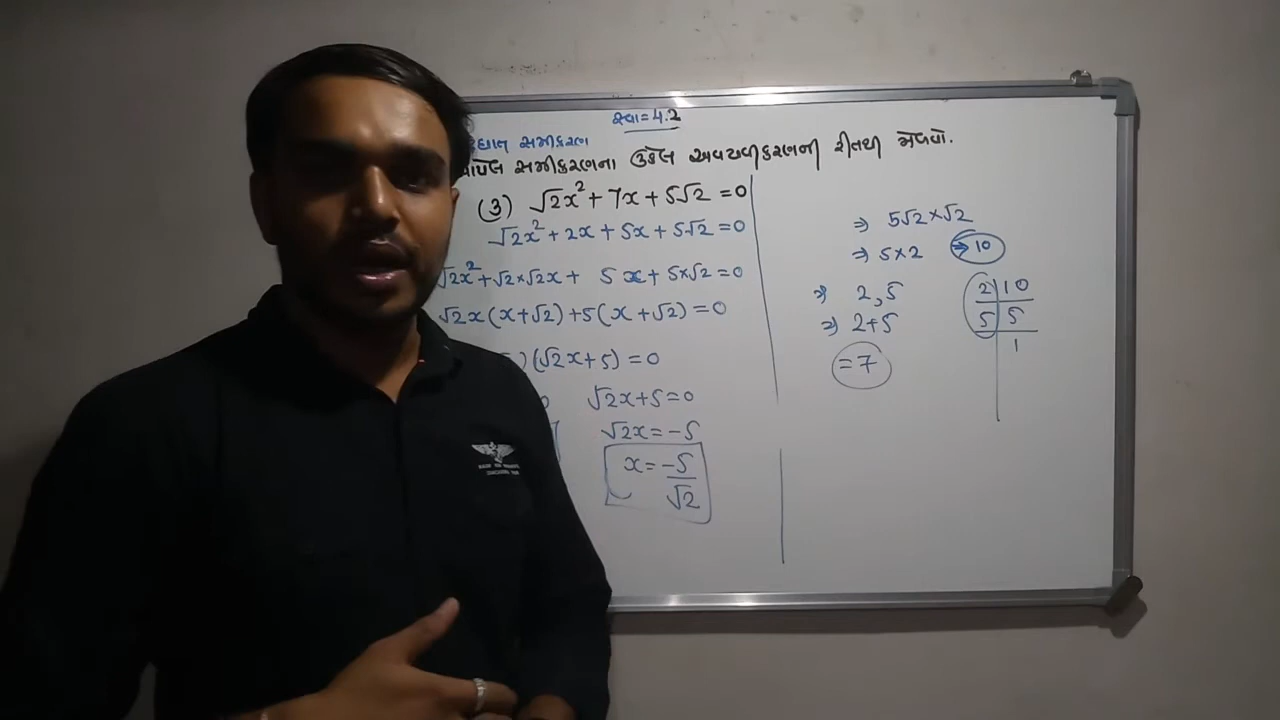 સ્વા=4.2
સમીકરણ
સમીકરણના ઉકેલ અવયવીકરણની રીતથી મેળવો.
(3) √2x² + 7x + 5√2 = 0
√2x² + 2x + 5x + 5√2 = 0
√2x² + √2×√2x + 5x + 5×√2 = 0
√2x(x+√2) + 5(x+√2) = 0
)(√2x+5) = 0
√2x+5=0
√2x = -5
x = -5/√2
⇒ 5√2×√2
⇒ 5×2 ⇒ 10
⇒ 2,5
⇒ 2+5
= 7
2 | 10
5 | 5
1